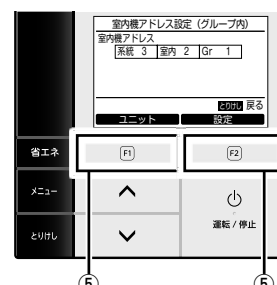 室内機アドレス設定（グループ内）
室内機アドレス
系統 3 室内 2 Gr 1
とりけし 戻る
ユニット 設定
省エネ F1 F2
メニュー
運転／停止
とりけし
⑤ ⑤